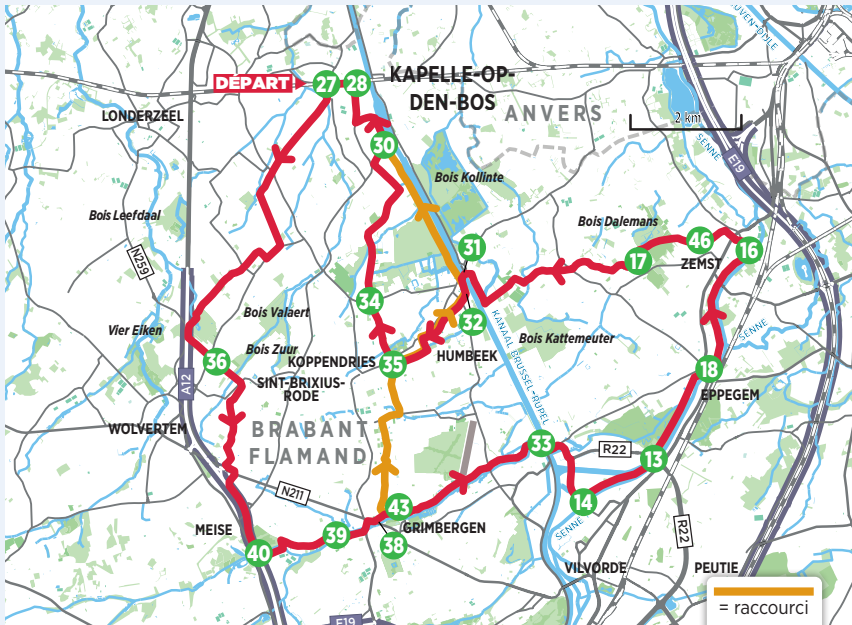 DÉPART
27
28
KAPELLE-OP-
DEN-BOS
LONDERZEEL
ANVERS
2 km
SENNE
E19
30
Bois Kollinte
Bois Leefdaal
Bois Dalemans
N259
31
17
46
16
ZEMST
34
Bois Valaert
32
KANAAL BRUSSEL-RUPEL
SENNE
Vier Eiken
Bois Kattemeuter
Bois Zuur
36
KOPPENDRIES
35
HUMBEEK
18
EPPEGEM
A12
SINT-BRIXIUS-
RODE
WOLVERTEM
BRABANT
FLAMAND
33
R22
13
N211
14
43
GRIMBERGEN
SENNE
MEISE
39
38
40
R22
VILVORDE
PEUTIE
E19
= raccourci